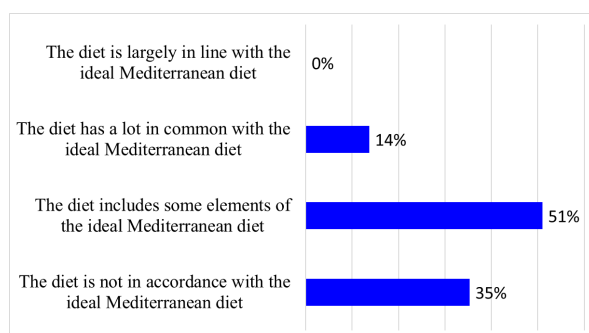 The diet is largely in line with the
ideal Mediterranean diet
0%
The diet has a lot in common with the
ideal Mediterranean diet
14%
The diet includes some elements of
the ideal Mediterranean diet
51%
The diet is not in accordance with the
ideal Mediterranean diet
35%